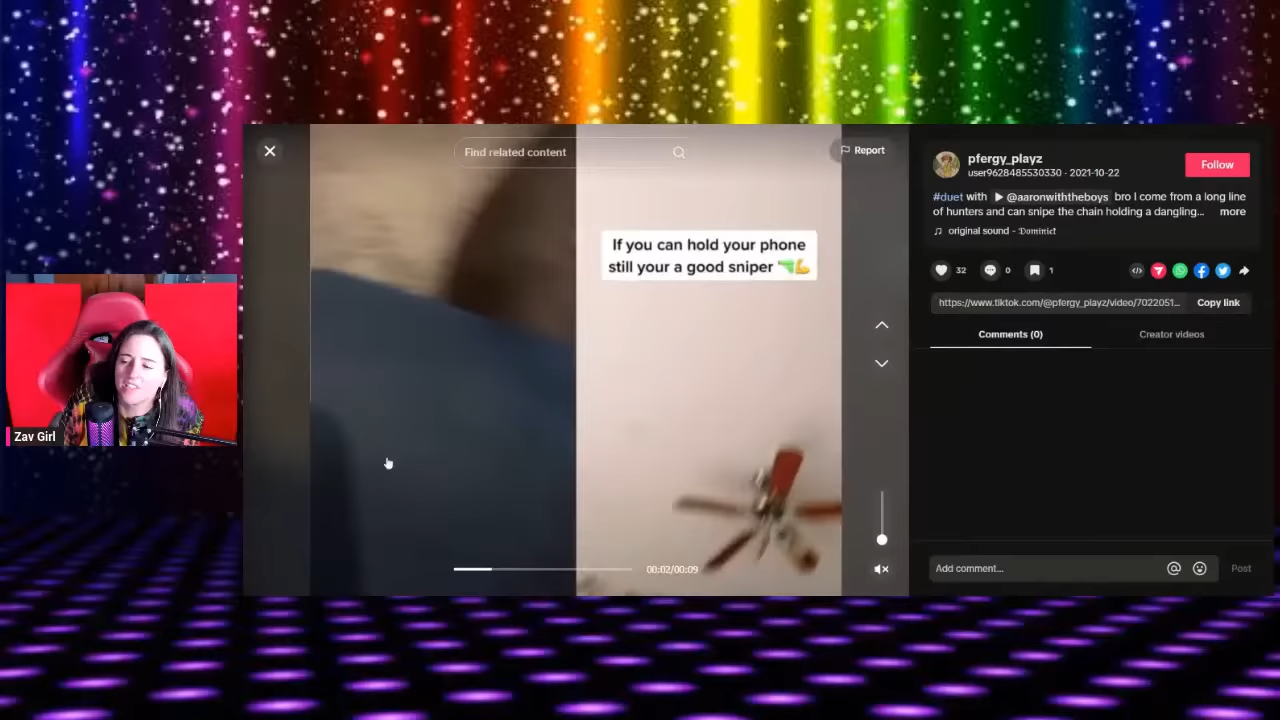 Find related content
Report
If you can hold your phone
still your a good sniper
00:02/00:09
Zav Girl
pfergy_playz
user9628485530330 · 2021-10-22
Follow
#duet with @aaronwiththeboys bro I come from a long line
of hunters and can snipe the chain holding a dangling... more
original sound - Dominict
32
0
1
https://www.tiktok.com/@pfergy_playz/video/7022051...
Copy link
Comments (0)
Creator videos
Add comment...
Post